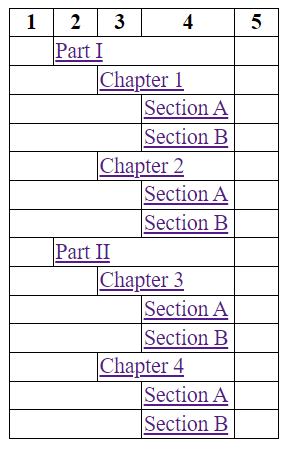 1 2 3 4 5
Part I
Chapter 1
Section A
Section B
Chapter 2
Section A
Section B
Part II
Chapter 3
Section A
Section B
Chapter 4
Section A
Section B